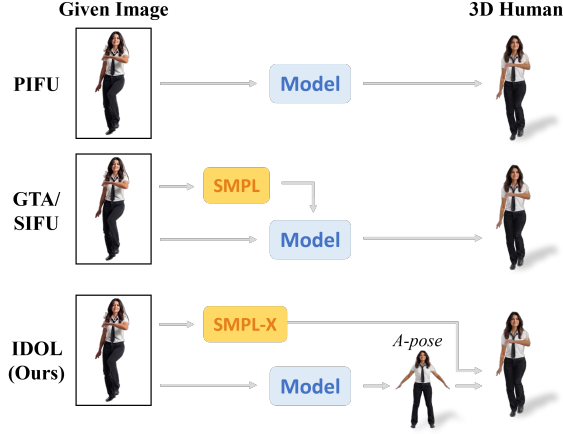 Given Image
3D Human
PIFU
Model
GTA/
SIFU
SMPL
Model
IDOL
(Ours)
SMPL-X
A-pose
Model